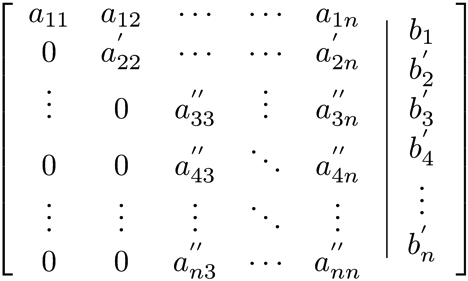 a₁₁ a₁₂ ⋯ ⋯ a₁ₙ b₁
0 a′₂₂ ⋯ ⋯ a′₂ₙ b′₂
⋮ 0 a″₃₃ ⋮ a″₃ₙ b′₃
0 0 a″₄₃ ⋱ a″₄ₙ b′₄
⋮ ⋮ ⋮ ⋱ ⋮ ⋮
0 0 a″ₙ₃ ⋯ a″ₙₙ b′ₙ